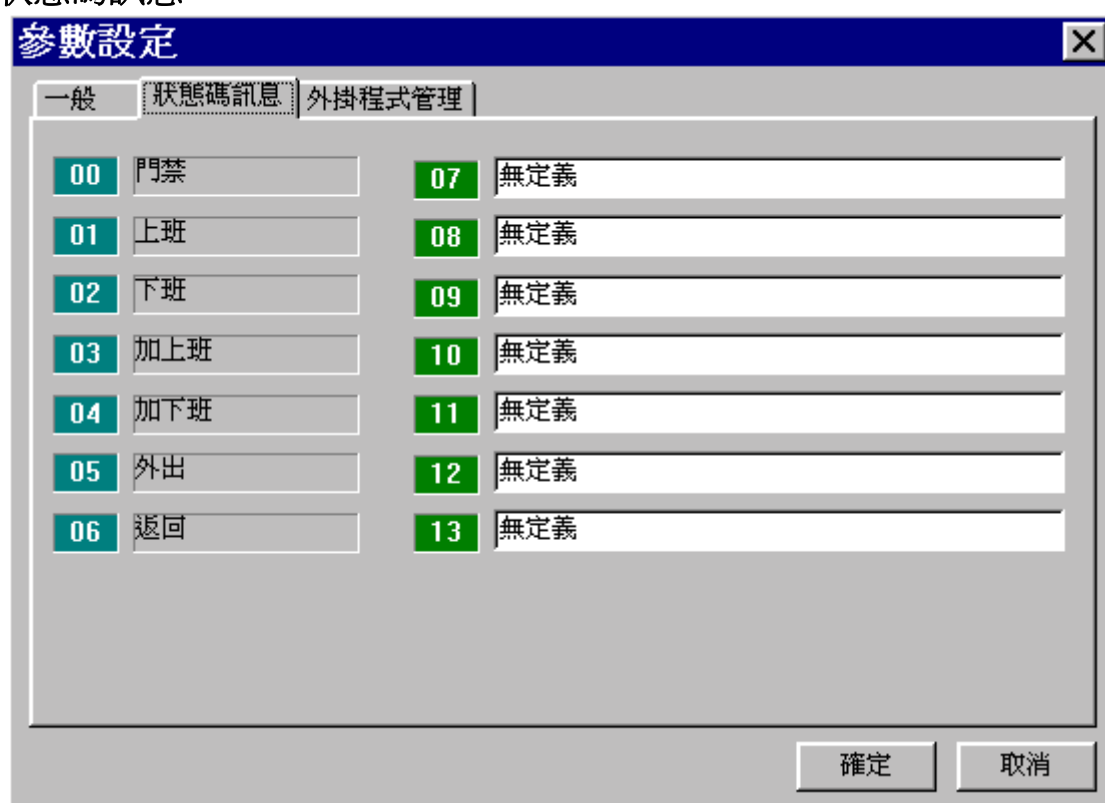 參數設定
一般 狀態碼訊息 外掛程式管理
00 門禁 07 無定義
01 上班 08 無定義
02 下班 09 無定義
03 加上班 10 無定義
04 加下班 11 無定義
05 外出 12 無定義
06 返回 13 無定義
確定 取消